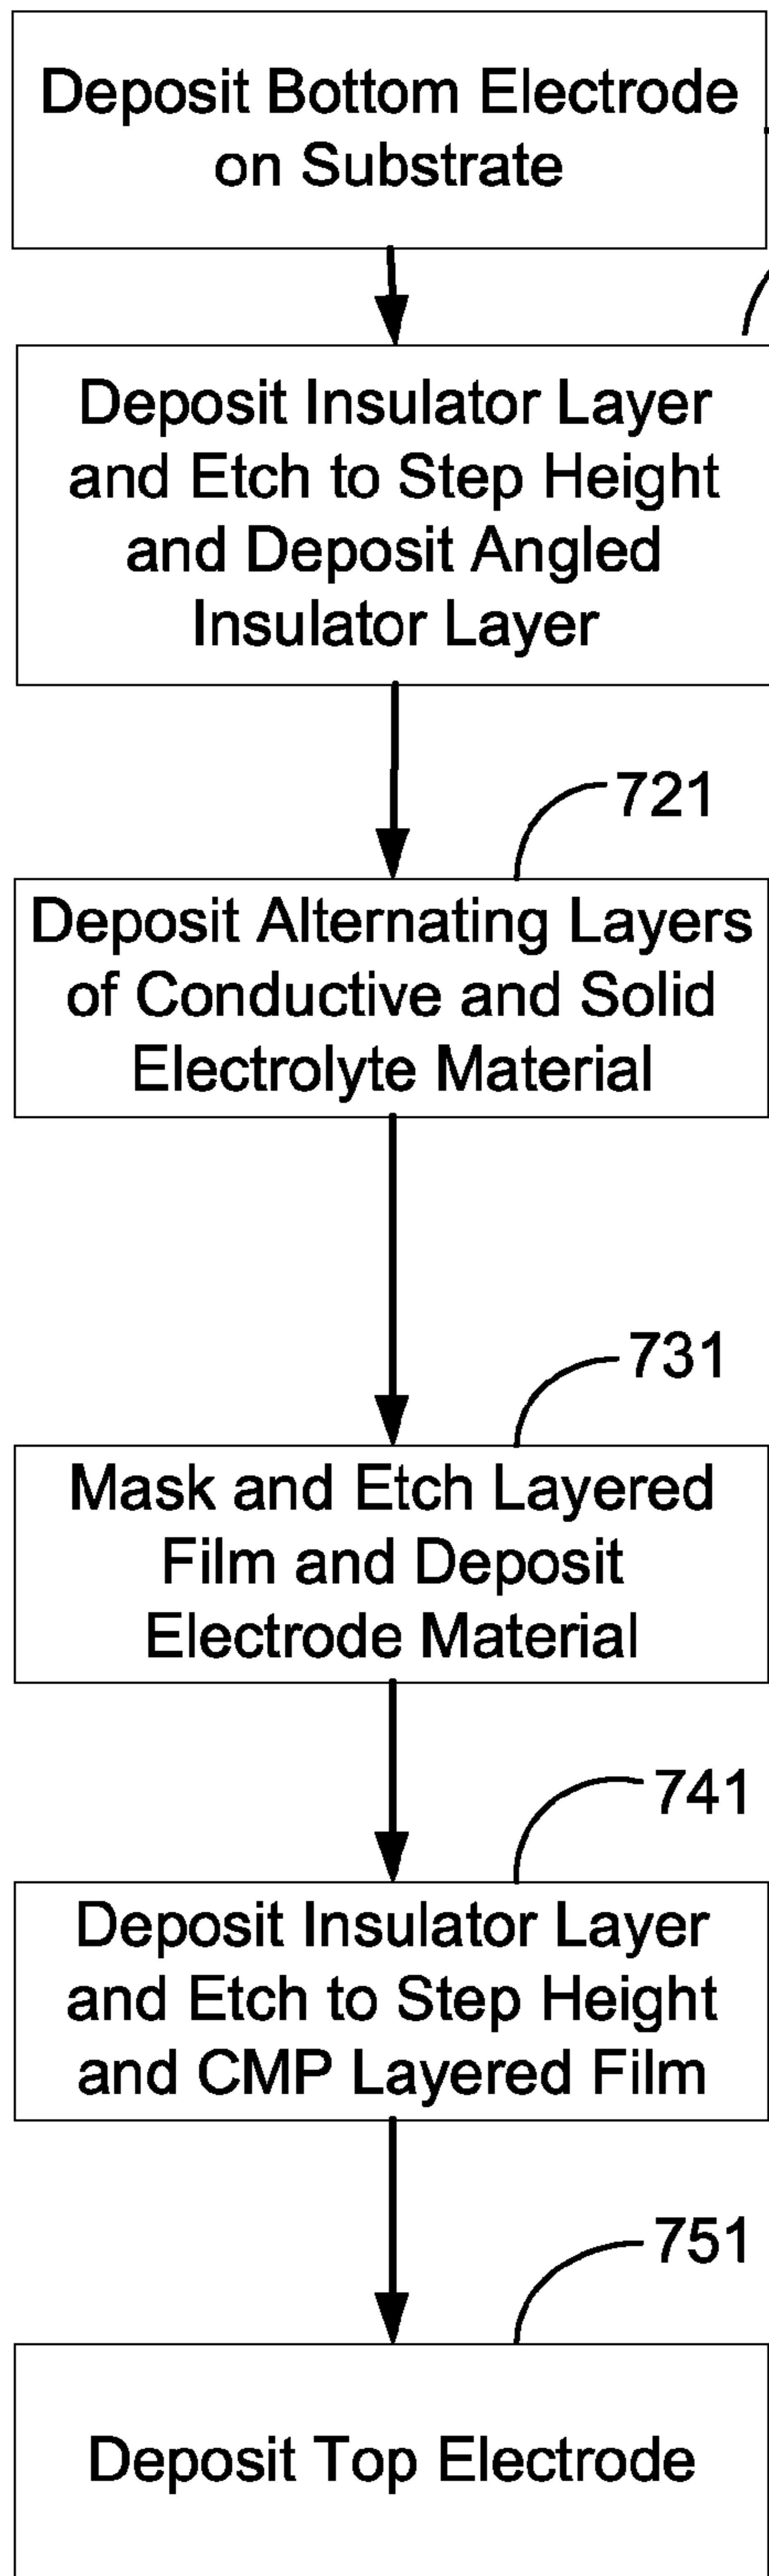 Deposit Bottom Electrode
on Substrate
Deposit Insulator Layer
and Etch to Step Height
and Deposit Angled
Insulator Layer
721
Deposit Alternating Layers
of Conductive and Solid
Electrolyte Material
731
Mask and Etch Layered
Film and Deposit
Electrode Material
741
Deposit Insulator Layer
and Etch to Step Height
and CMP Layered Film
751
Deposit Top Electrode